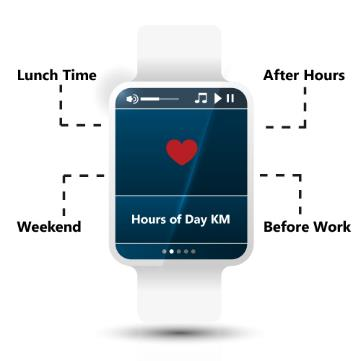 Lunch Time
After Hours
Hours of Day KM
Weekend
Before Work